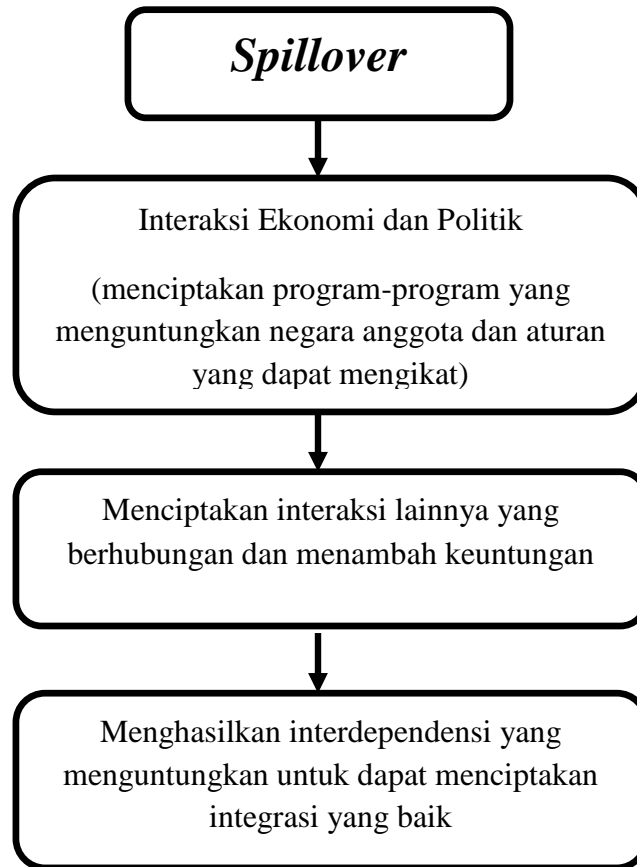 Spillover
Interaksi Ekonomi dan Politik
(menciptakan program-program yang
menguntungkan negara anggota dan aturan
yang dapat mengikat)
Menciptakan interaksi lainnya yang
berhubungan dan menambah keuntungan
Menghasilkan interdependensi yang
menguntungkan untuk dapat menciptakan
integrasi yang baik